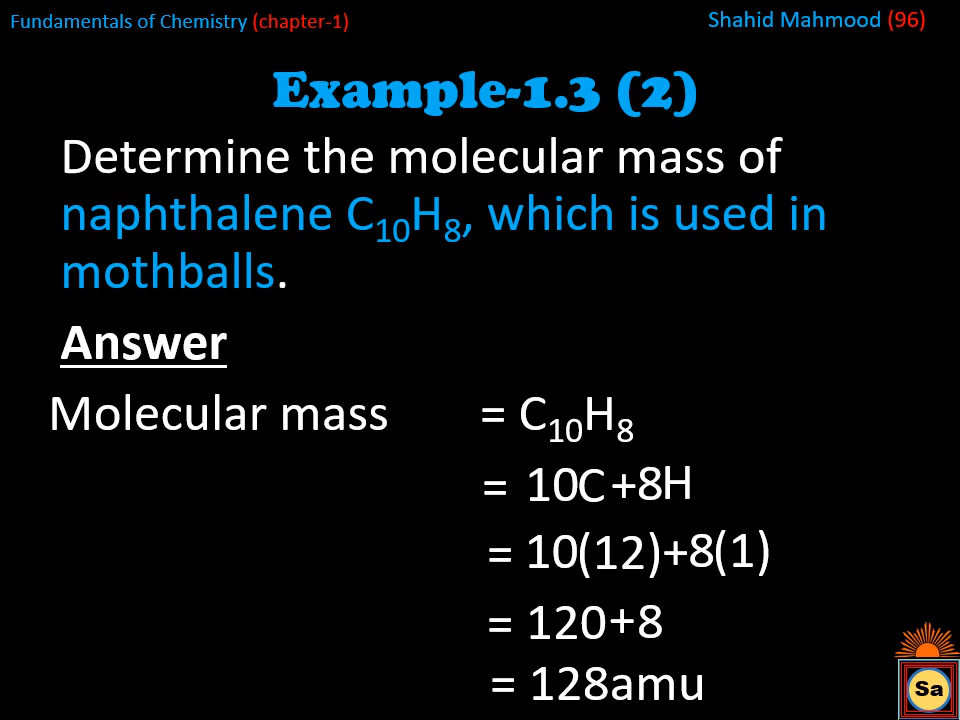 Fundamentals of Chemistry (chapter-1)
Shahid Mahmood (96)
Example-1.3 (2)
Determine the molecular mass of
naphthalene C₁₀H₈, which is used in
mothballs.
Answer
Molecular mass = C₁₀H₈
= 10C +8H
= 10(12)+8(1)
= 120+8
= 128amu
Sa